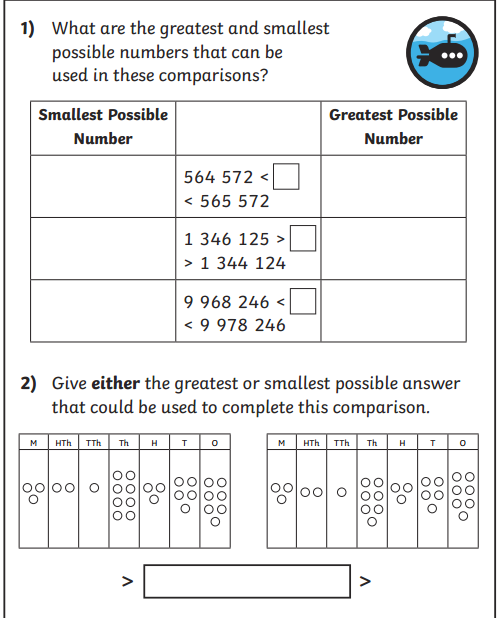 1) What are the greatest and smallest
possible numbers that can be
used in these comparisons?
Smallest Possible
Number
Greatest Possible
Number
564 572 <
< 565 572
1 346 125 >
> 1 344 124
9 968 246 <
< 9 978 246
2) Give either the greatest or smallest possible answer
that could be used to complete this comparison.
M HTh TTh Th H T O
M HTh TTh Th H T O
> >